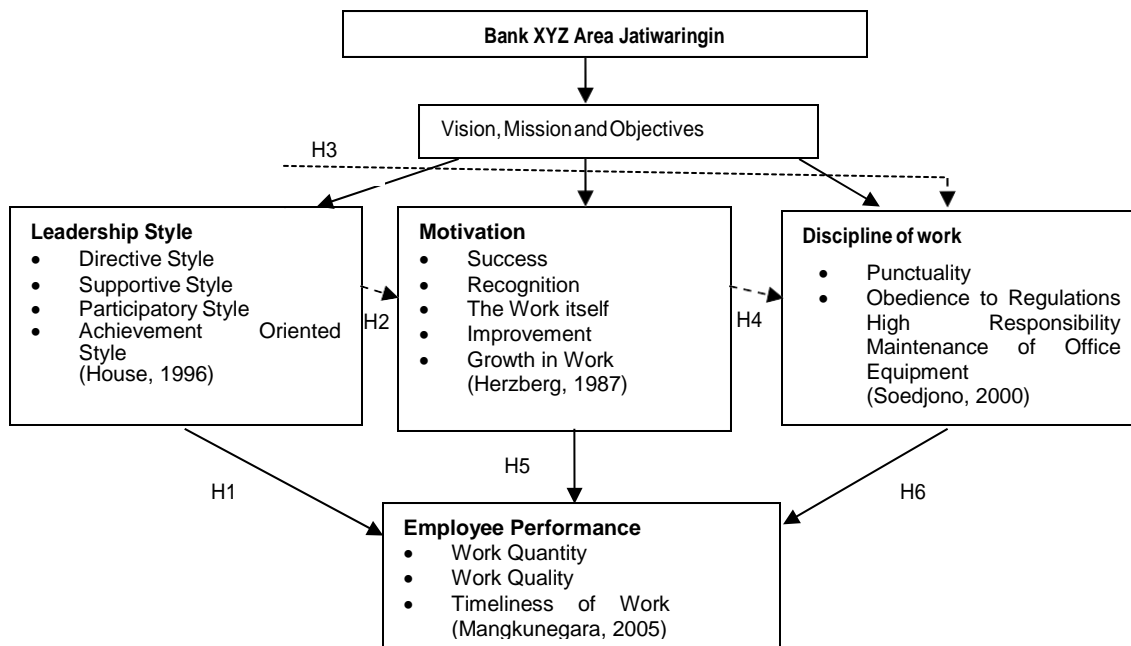 Bank XYZ Area Jatiwaringin
Vision, Mission and Objectives
H3
Leadership Style
• Directive Style
• Supportive Style
• Participatory Style
• Achievement Oriented
Style
(House, 1996)
H2
Motivation
• Success
• Recognition
• The Work itself
• Improvement
• Growth in Work
(Herzberg, 1987)
H4
Discipline of work
• Punctuality
• Obedience to Regulations
High Responsibility
Maintenance of Office
Equipment
(Soedjono, 2000)
H1
H5
H6
Employee Performance
• Work Quantity
• Work Quality
• Timeliness of Work
(Mangkunegara, 2005)